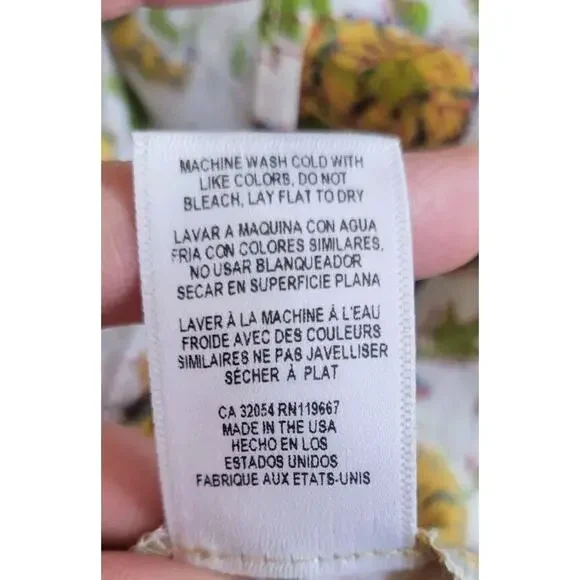 MACHINE WASH COLD WITH
LIKE COLORS, DO NOT
BLEACH, LAY FLAT TO DRY
LAVAR A MAQUINA CON AGUA
FRIA CON COLORES SIMILARES,
NO USAR BLANQUEADOR
SECAR EN SUPERFICIE PLANA
LAVER À LA MACHINE À L'EAU
FROIDE AVEC DES COULEURS
SIMILAIRES NE PAS JAVELLISER
SÉCHER À PLAT
CA 32054 RN119667
MADE IN THE USA
HECHO EN LOS
ESTADOS UNIDOS
FABRIQUE AUX ETATS-UNIS